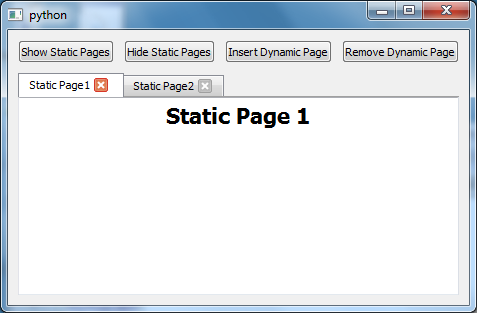 python
Show Static Pages Hide Static Pages Insert Dynamic Page Remove Dynamic Page
Static Page1 Static Page2
Static Page 1